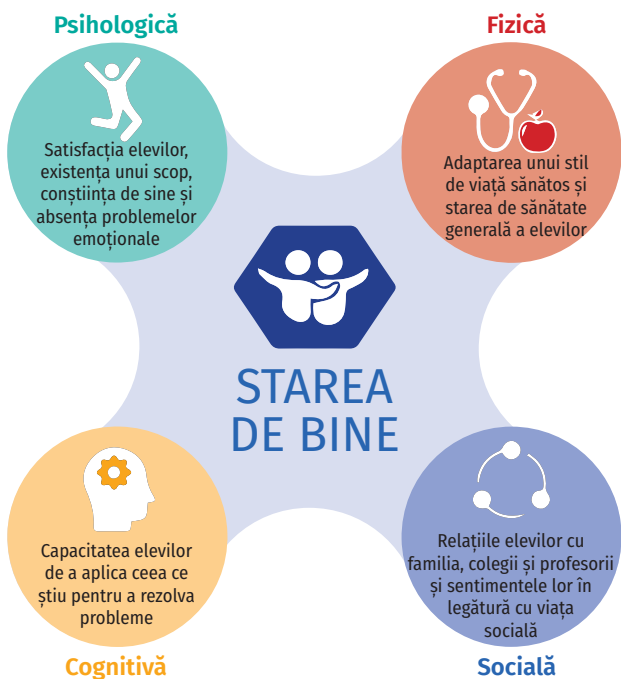 Psihologică
Satisfacția elevilor,
existența unui scop,
conștiința de sine și
absența problemelor
emoționale
Fizică
Adaptarea unui stil
de viață sănătos și
starea de sănătate
generală a elevilor
STAREA
DE BINE
Capacitatea elevilor
de a aplica ceea ce
știu pentru a rezolva
probleme
Cognitivă
Relațiile elevilor cu
familia, colegii și profesorii
și sentimentele lor în
legătură cu viața
socială
Socială